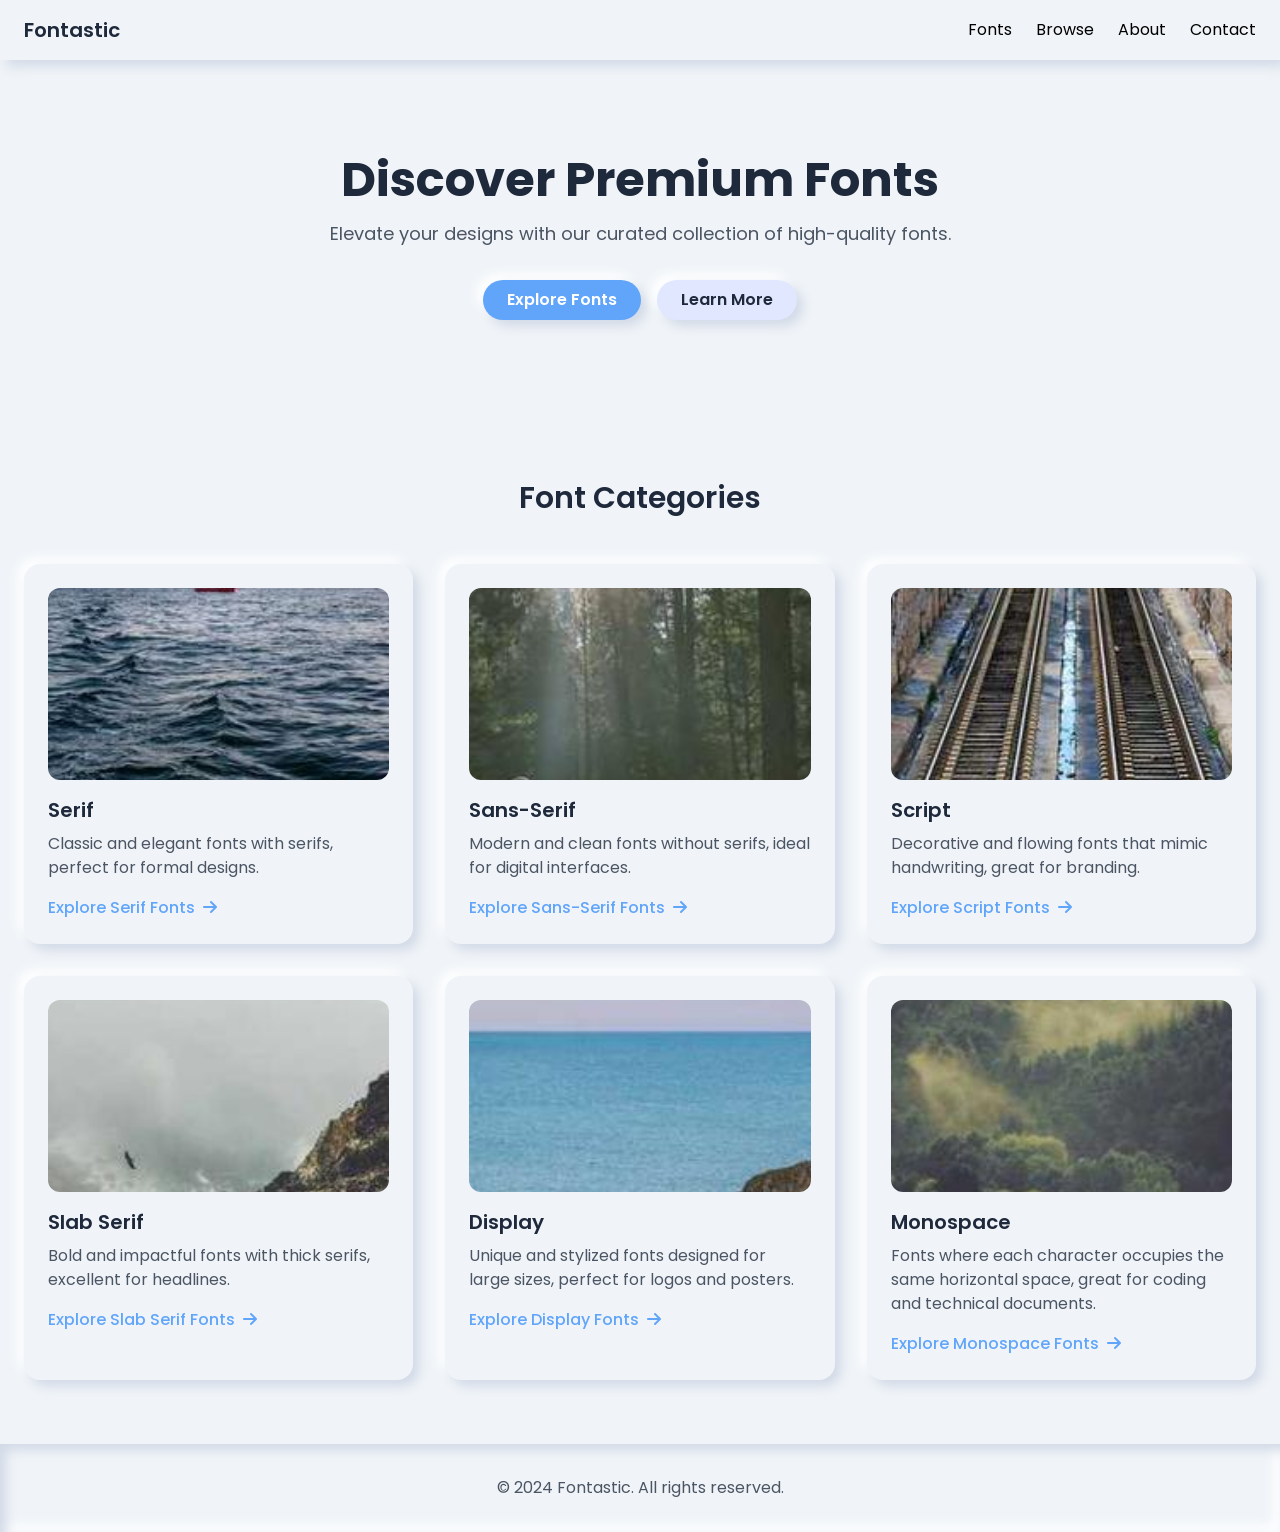 Fontastic
Fonts
Browse
About
Contact
Discover Premium Fonts
Elevate your designs with our curated collection of high-quality fonts.
Explore Fonts
Learn More
Font Categories
Serif
Classic and elegant fonts with serifs,
perfect for formal designs.
Explore Serif Fonts
Sans-Serif
Modern and clean fonts without serifs, ideal
for digital interfaces.
Explore Sans-Serif Fonts
Script
Decorative and flowing fonts that mimic
handwriting, great for branding.
Explore Script Fonts
Slab Serif
Bold and impactful fonts with thick serifs,
excellent for headlines.
Explore Slab Serif Fonts
Display
Unique and stylized fonts designed for
large sizes, perfect for logos and posters.
Explore Display Fonts
Monospace
Fonts where each character occupies the
same horizontal space, great for coding
and technical documents.
Explore Monospace Fonts
© 2024 Fontastic. All rights reserved.